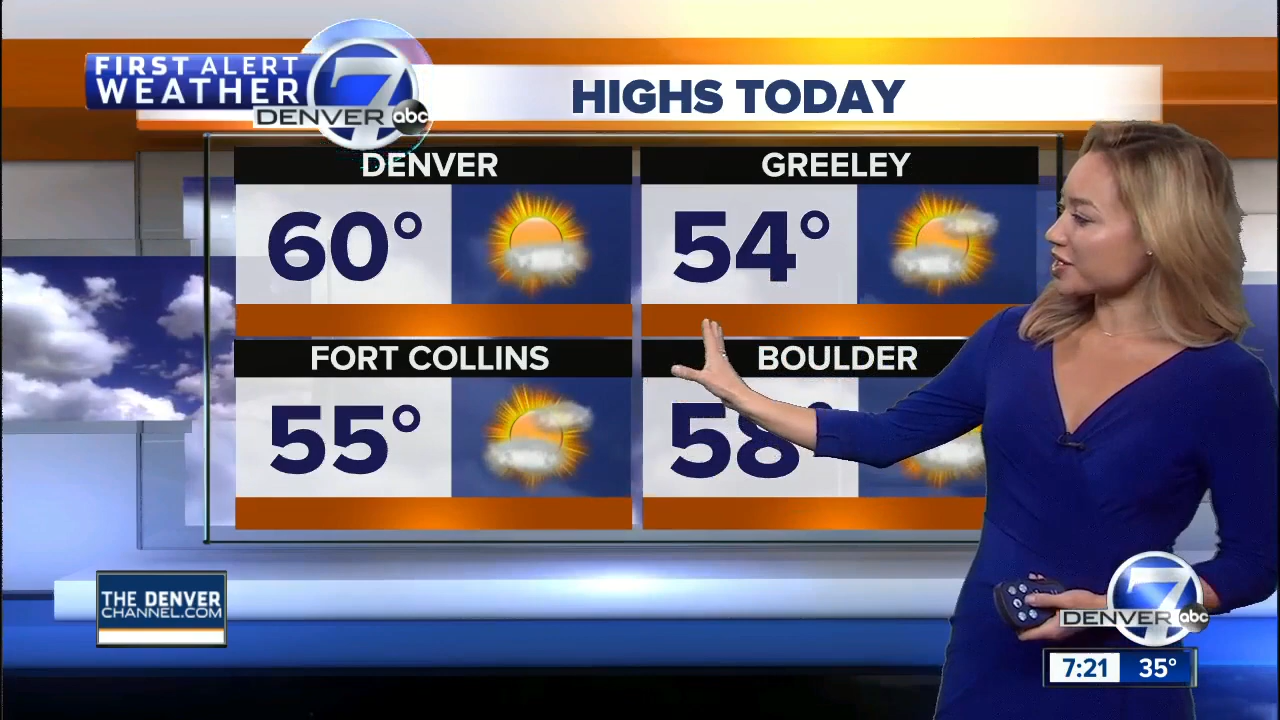 FIRST ALERT
WEATHER
7
DENVER abc
HIGHS TODAY
DENVER
60°
GREELEY
54°
FORT COLLINS
55°
BOULDER
58°
THE DENVER
CHANNEL.COM
7
DENVER abc
7:21 35°